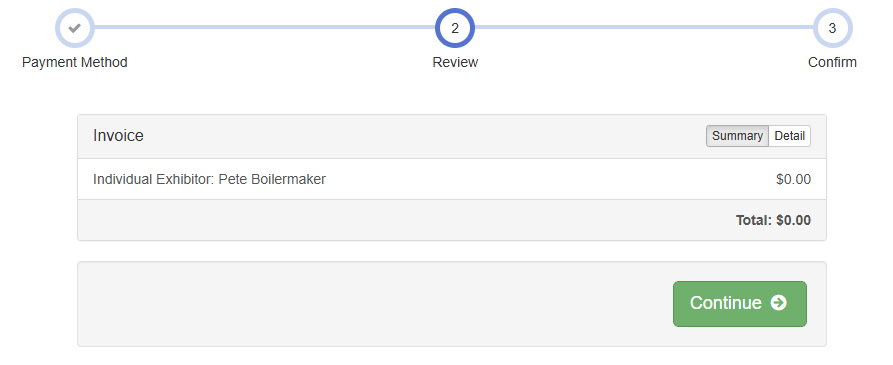 2
3
Payment Method
Review
Confirm
Invoice
Summary
Detail
Individual Exhibitor: Pete Boilermaker
$0.00
Total: $0.00
Continue